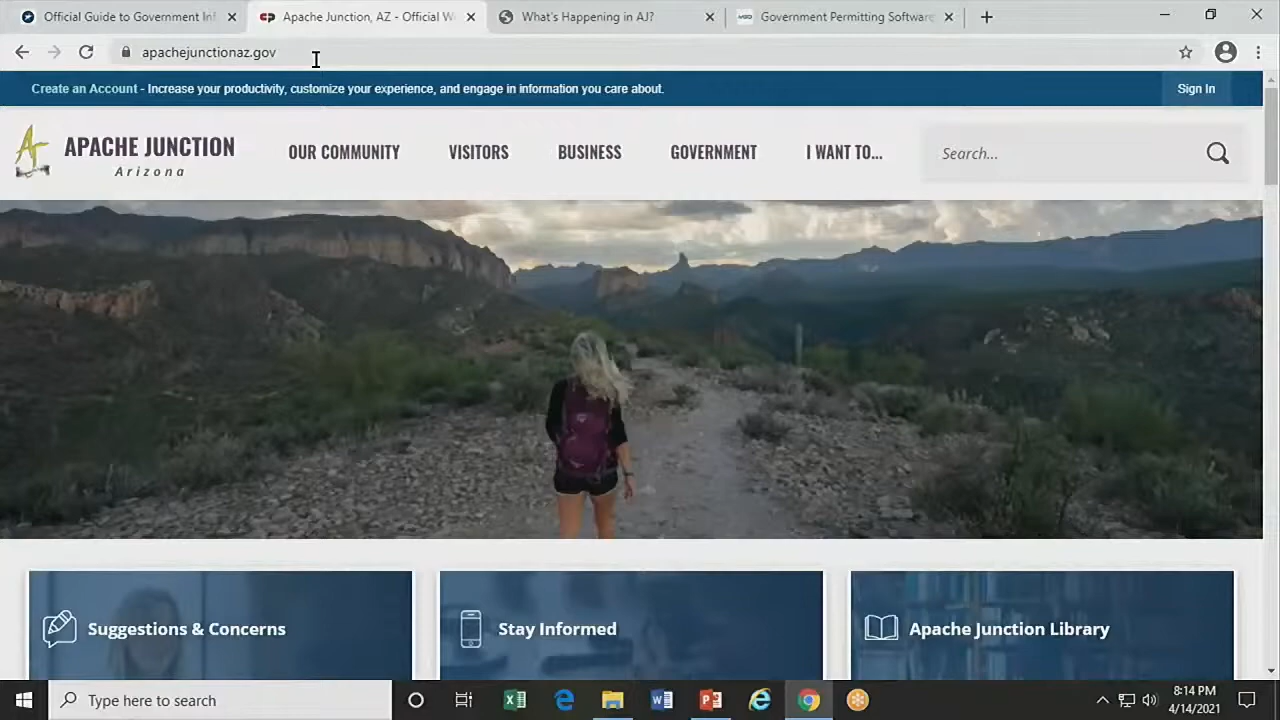 Official Guide to Government Inf
Apache Junction, AZ - Official W
What's Happening in AJ?
Government Permitting Software
apachejunctionaz.gov
Create an Account - Increase your productivity, customize your experience, and engage in information you care about.
Sign In
APACHE JUNCTION
Arizona
OUR COMMUNITY
VISITORS
BUSINESS
GOVERNMENT
I WANT TO...
Search...
Suggestions & Concerns
Stay Informed
Apache Junction Library
Type here to search
8:14 PM
4/14/2021